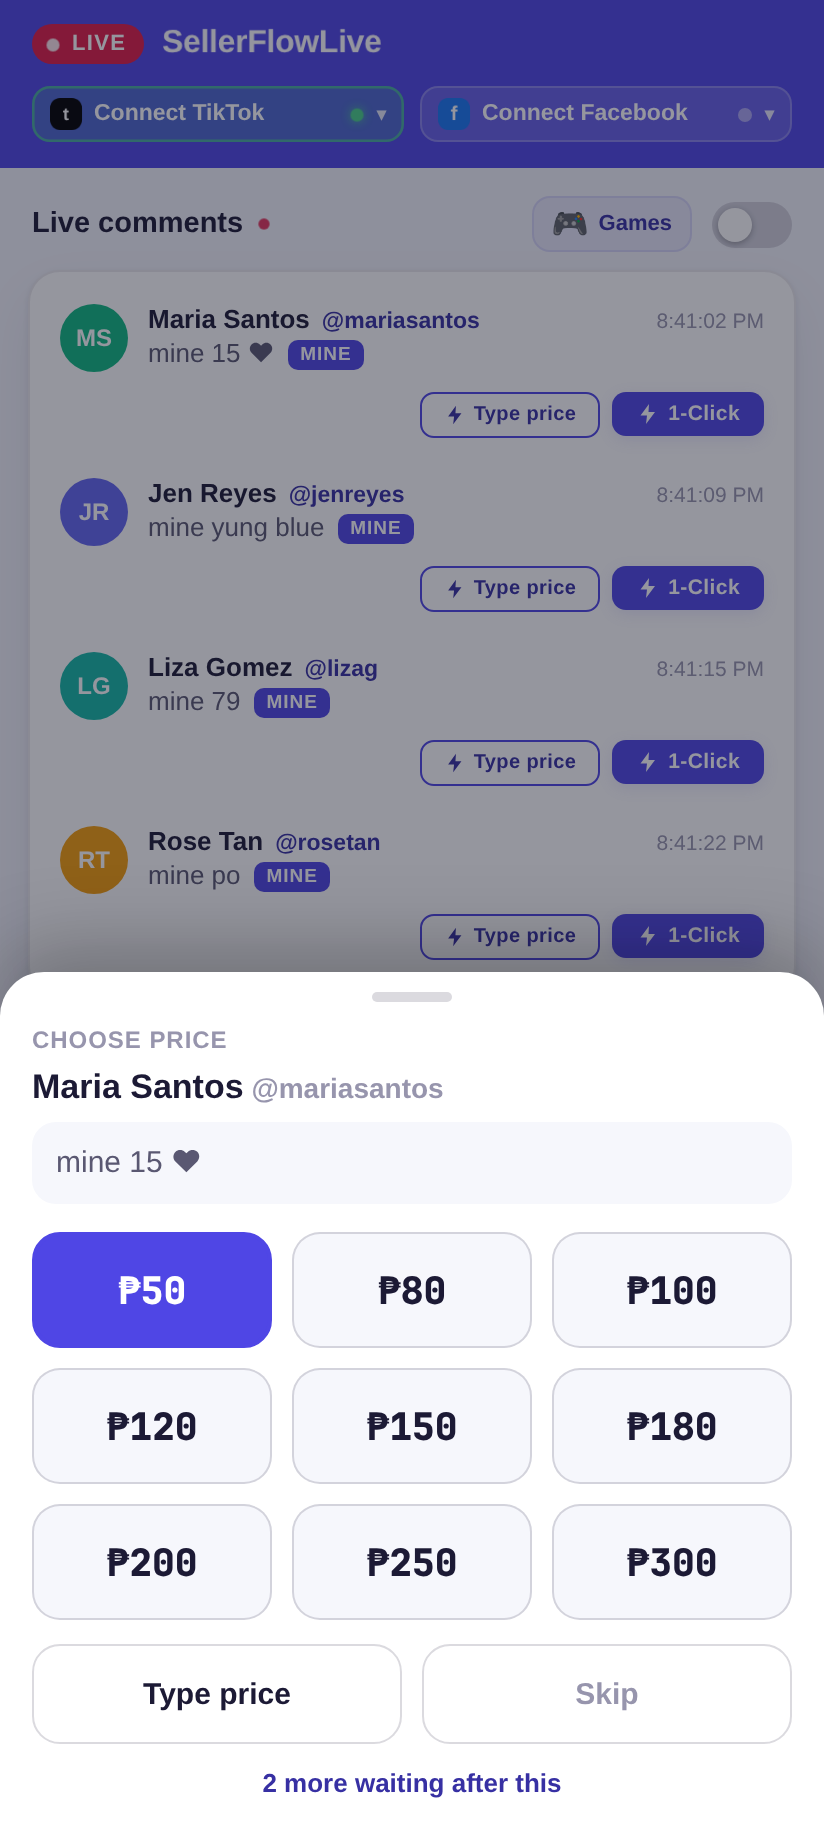 LIVE SellerFlowLive
t Connect TikTok ▾ f Connect Facebook ▾
Live comments 🎮 Games
MS Maria Santos @mariasantos 8:41:02 PM
mine 15 ♥ MINE
Type price 1-Click
JR Jen Reyes @jenreyes 8:41:09 PM
mine yung blue MINE
Type price 1-Click
LG Liza Gomez @lizag 8:41:15 PM
mine 79 MINE
Type price 1-Click
RT Rose Tan @rosetan 8:41:22 PM
mine po MINE
Type price 1-Click
CHOOSE PRICE
Maria Santos @mariasantos
mine 15 ♥
₱50 ₱80 ₱100
₱120 ₱150 ₱180
₱200 ₱250 ₱300
Type price Skip
2 more waiting after this